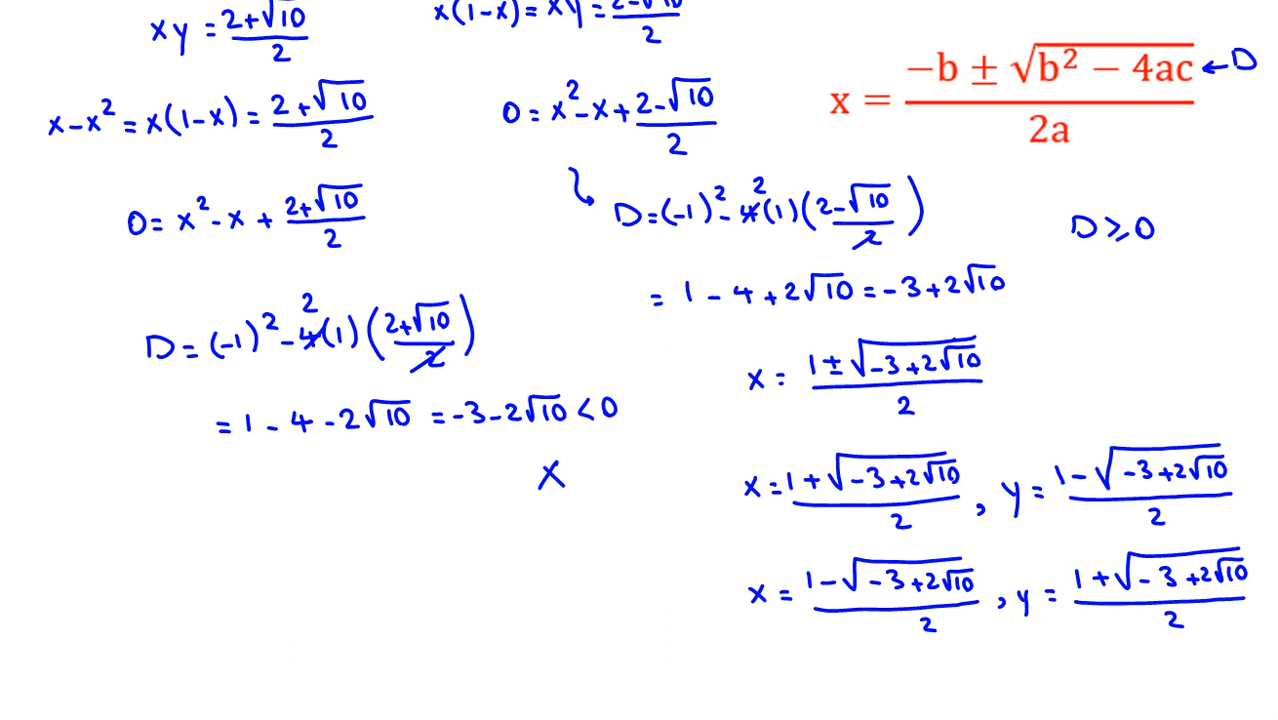 xy = (2+√10)/2
x - x² = x(1-x) = (2+√10)/2
0 = x² - x + (2+√10)/2
D = (-1)² - 4̸ ²(1)((2+√10)/2̸)
= 1 - 4 - 2√10 = -3 - 2√10 < 0
X
x(1-x) = xy = (2-√10)/2
0 = x² - x + (2-√10)/2
D = (-1)² - 4̸ ²(1)((2-√10)/2̸)
= 1 - 4 + 2√10 = -3 + 2√10
x = (1 ± √(-3+2√10))/2
x = (1 + √(-3+2√10))/2 , y = (1 - √(-3+2√10))/2
x = (1 - √(-3+2√10))/2 , y = (1 + √(-3+2√10))/2
x = (-b ± √(b² - 4ac))/2a ← D
D ⩾ 0